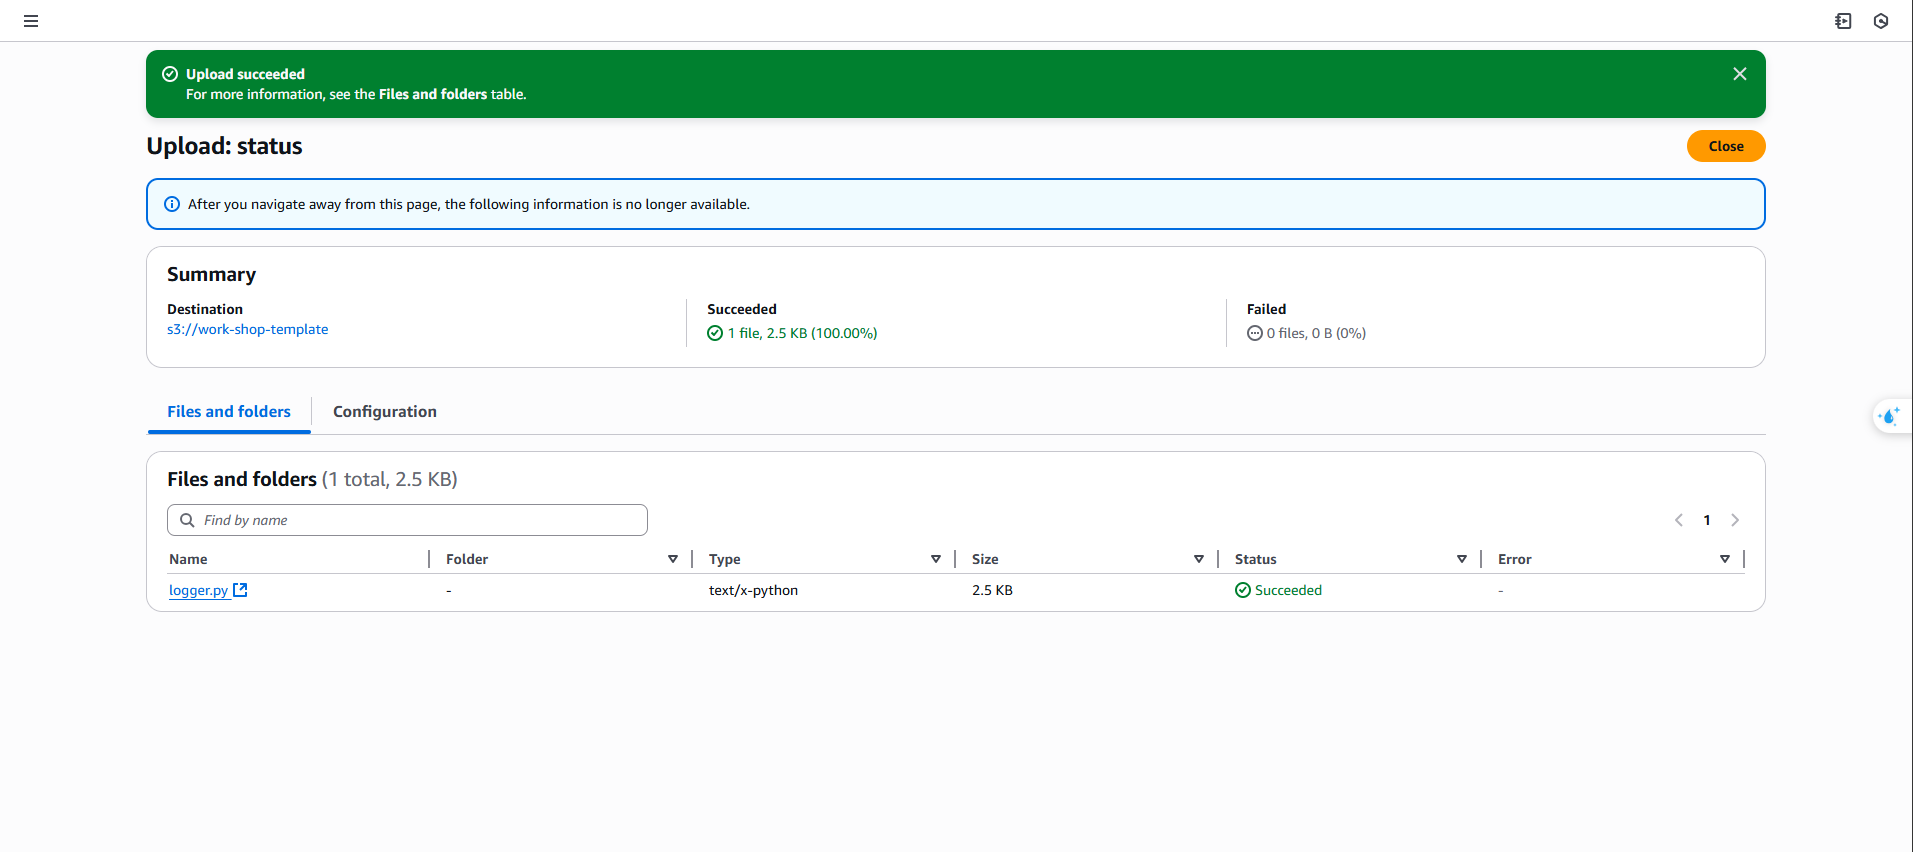 Upload succeeded
For more information, see the Files and folders table.
Upload: status
Close
After you navigate away from this page, the following information is no longer available.
Summary
Destination
s3://work-shop-template
Succeeded
1 file, 2.5 KB (100.00%)
Failed
0 files, 0 B (0%)
Files and folders
Configuration
Files and folders (1 total, 2.5 KB)
Find by name
1
Name Folder Type Size Status Error
logger.py - text/x-python 2.5 KB Succeeded -